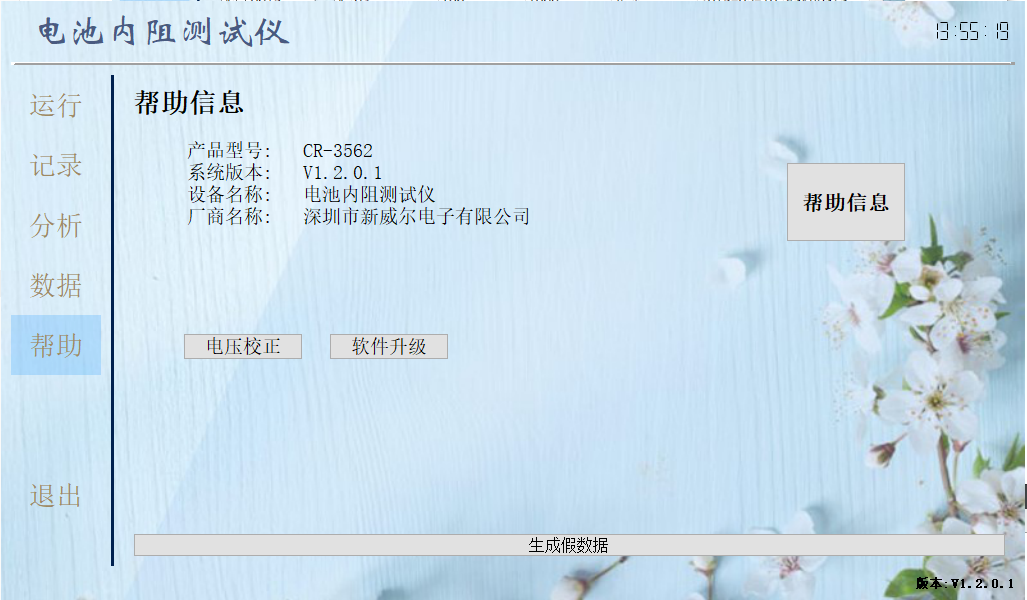 电池内阻测试仪
13:55:19
运行
记录
分析
数据
帮助
退出
帮助信息
产品型号: CR-3562
系统版本: V1.2.0.1
设备名称: 电池内阻测试仪
厂商名称: 深圳市新威尔电子有限公司
帮助信息
电压校正 软件升级
生成假数据
版本:V1.2.0.1